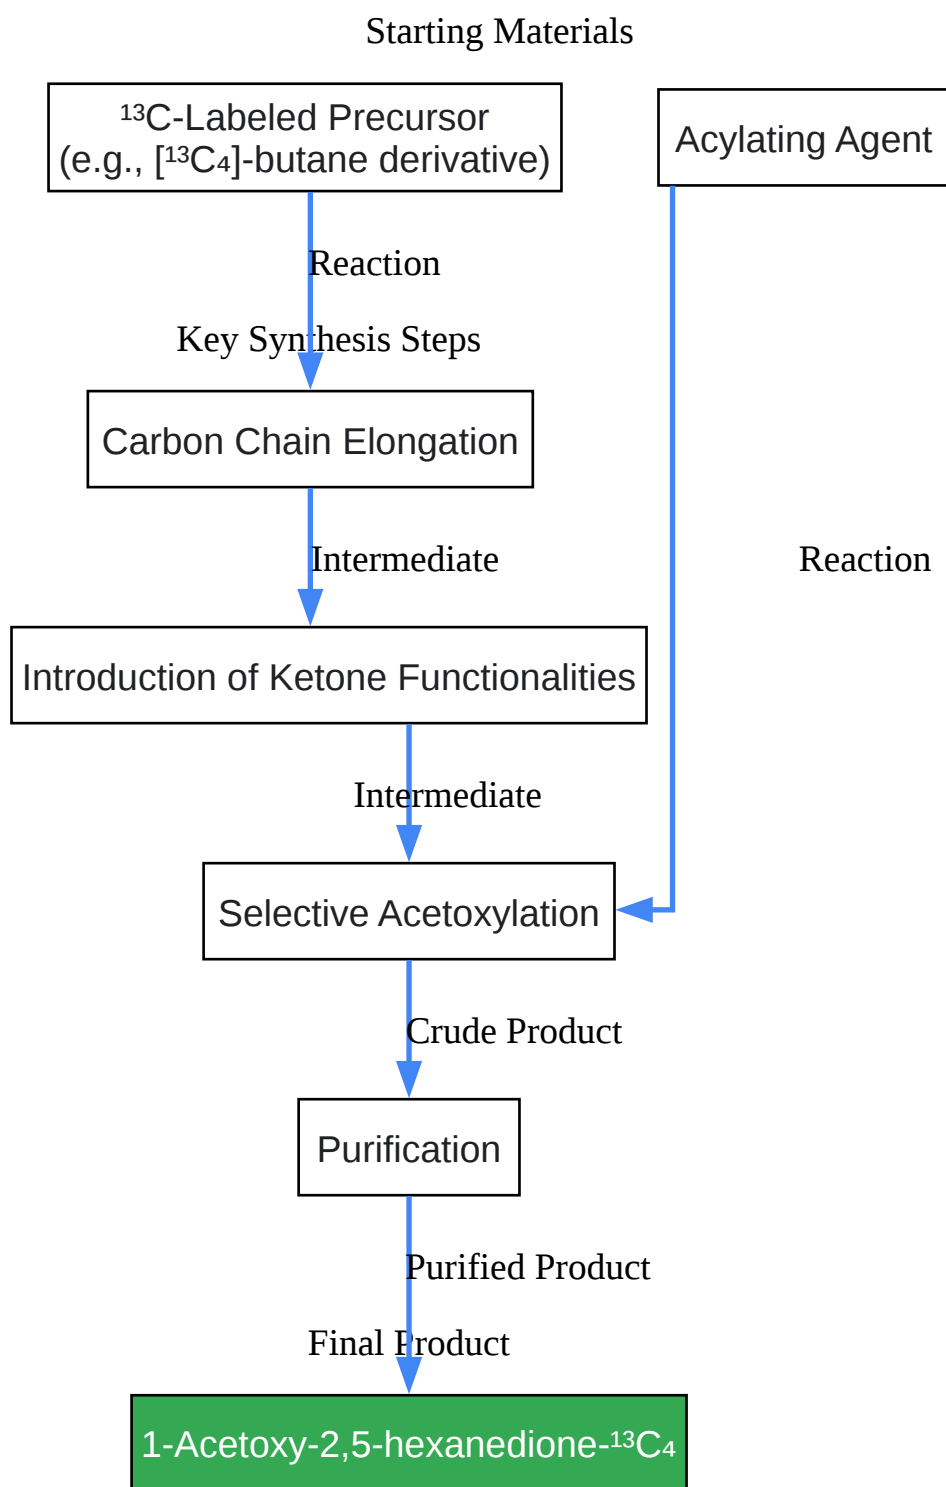 Starting Materials
¹³C-Labeled Precursor
(e.g., [¹³C₄]-butane derivative)
Acylating Agent
Reaction
Key Synthesis Steps
Carbon Chain Elongation
Intermediate
Reaction
Introduction of Ketone Functionalities
Intermediate
Selective Acetoxylation
Crude Product
Purification
Purified Product
Final Product
1-Acetoxy-2,5-hexanedione-¹³C₄